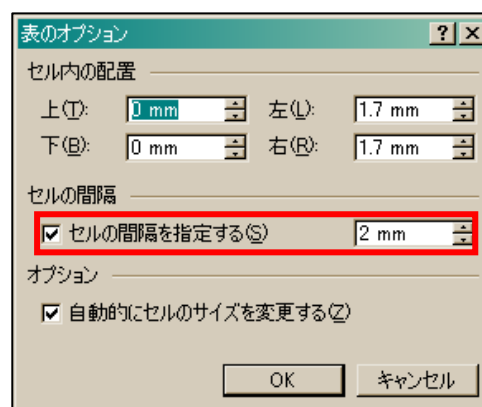 表のオプション
セル内の配置
上(T): 0 mm 左(L): 1.7 mm
下(B): 0 mm 右(R): 1.7 mm
セルの間隔
セルの間隔を指定する(S) 2 mm
オプション
自動的にセルのサイズを変更する(Z)
OK キャンセル